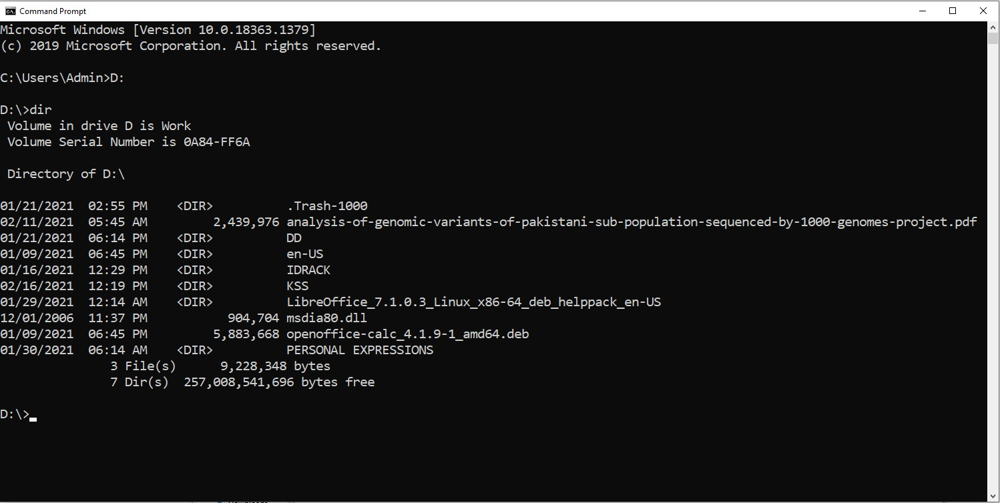 Command Prompt
Microsoft Windows [Version 10.0.18363.1379]
(c) 2019 Microsoft Corporation. All rights reserved.
C:\Users\Admin>D:
D:\>dir
 Volume in drive D is Work
 Volume Serial Number is 0A84-FF6A
 Directory of D:\
01/21/2021  02:55 PM    <DIR>          .Trash-1000
02/11/2021  05:45 AM         2,439,976 analysis-of-genomic-variants-of-pakistani-sub-population-sequenced-by-1000-genomes-project.pdf
01/21/2021  06:14 PM    <DIR>          DD
01/09/2021  06:45 PM    <DIR>          en-US
01/16/2021  12:29 PM    <DIR>          IDRACK
02/16/2021  12:19 PM    <DIR>          KSS
01/29/2021  12:14 AM    <DIR>          LibreOffice_7.1.0.3_Linux_x86-64_deb_helppack_en-US
12/01/2006  11:37 PM           904,704 msdia80.dll
01/09/2021  06:45 PM         5,883,668 openoffice-calc_4.1.9-1_amd64.deb
01/30/2021  06:14 AM    <DIR>          PERSONAL EXPRESSIONS
               3 File(s)      9,228,348 bytes
               7 Dir(s)  257,008,541,696 bytes free
D:\>